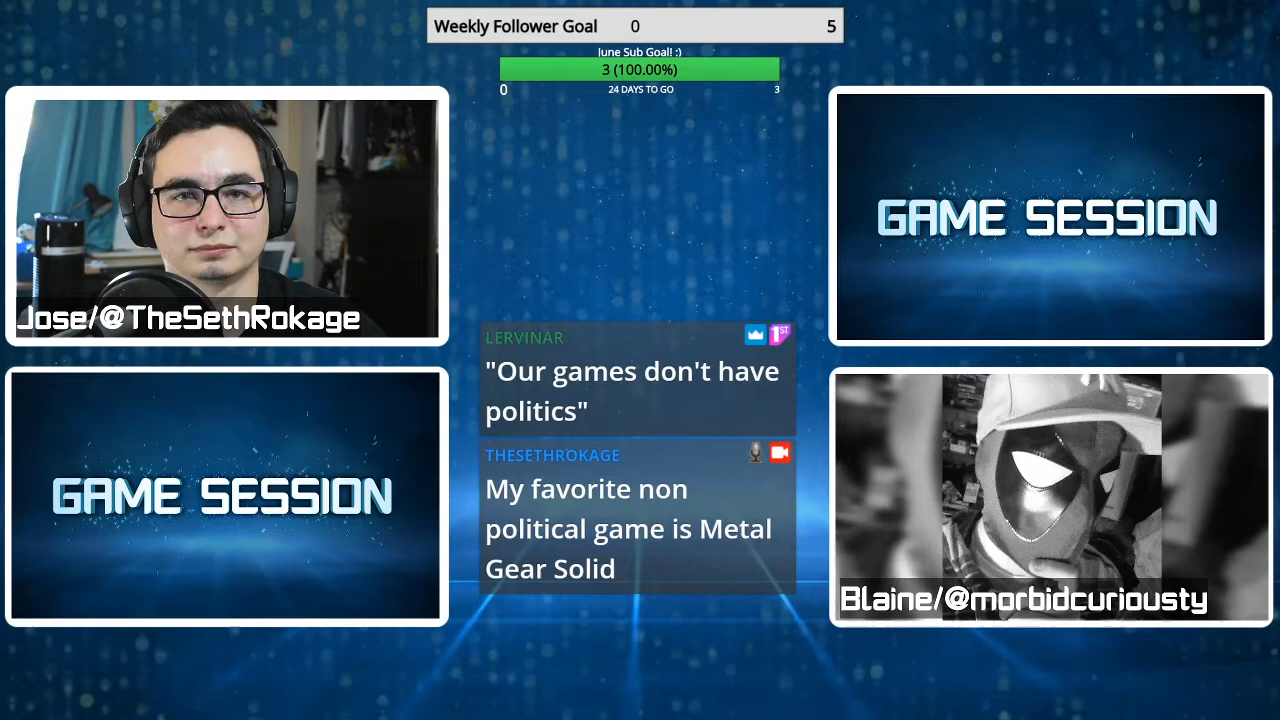 Weekly Follower Goal 0 5
June Sub Goal! :)
3 (100.00%)
0 24 DAYS TO GO 3
Jose/@TheSethRokage
GAME SESSION
LERVINAR 1ST
"Our games don't have
politics"
THESETHROKAGE
My favorite non
political game is Metal
Gear Solid
GAME SESSION
Blaine/@morbidcuriousty